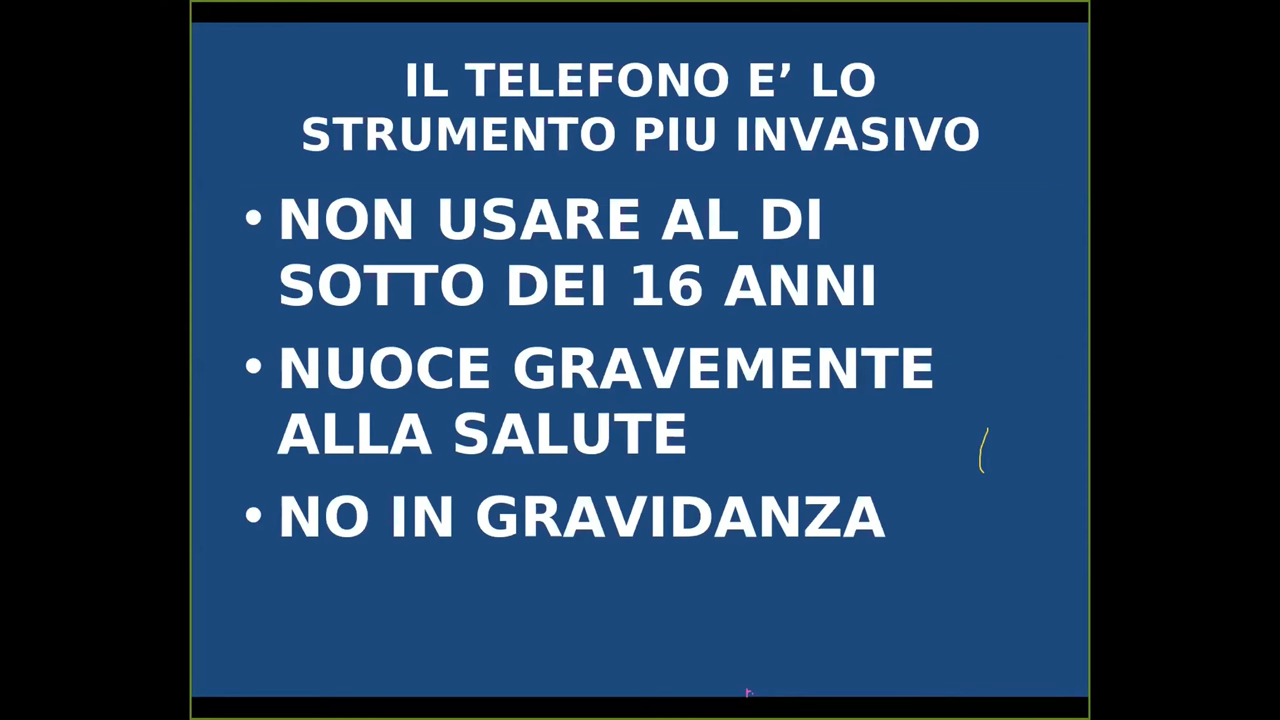 IL TELEFONO E’ LO
STRUMENTO PIU INVASIVO
• NON USARE AL DI
SOTTO DEI 16 ANNI
• NUOCE GRAVEMENTE
ALLA SALUTE
• NO IN GRAVIDANZA